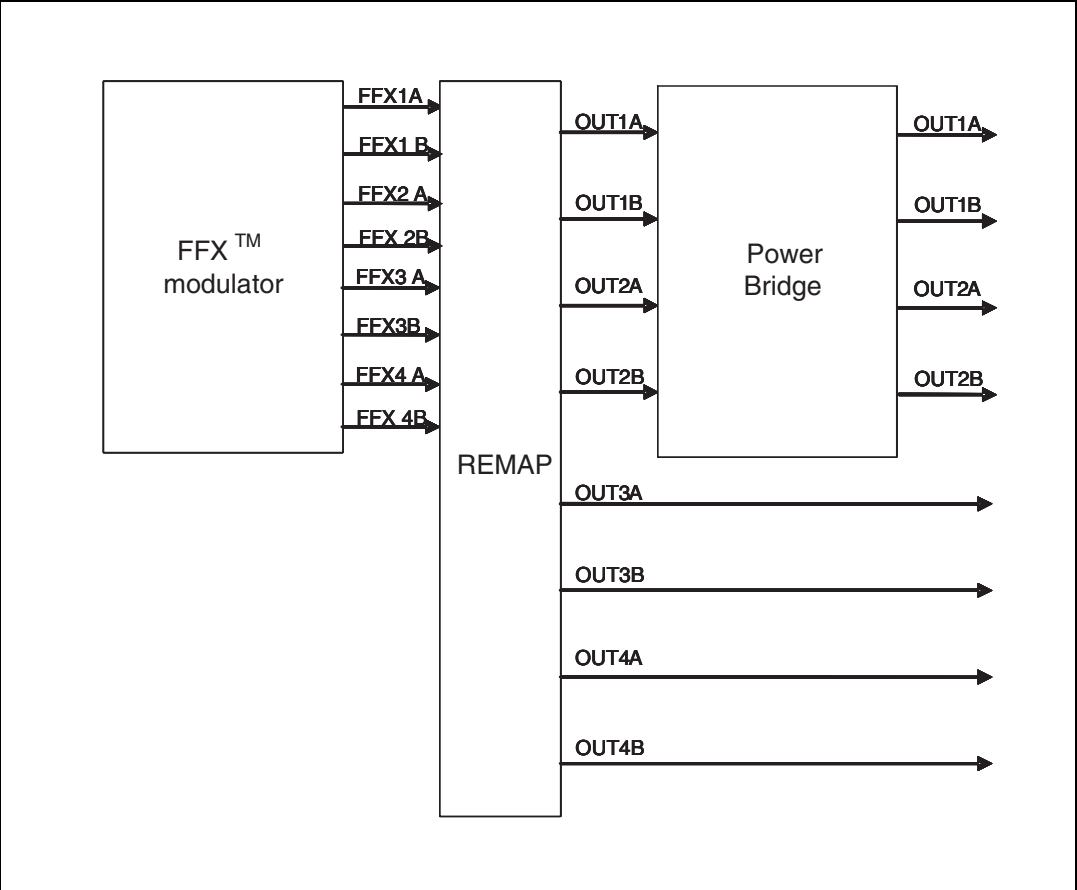 FFX TM
modulator
FFX1A
FFX1 B
FFX2 A
FFX 2B
FFX3 A
FFX3B
FFX4 A
FFX 4B
REMAP
OUT1A
OUT1B
OUT2A
OUT2B
OUT3A
OUT3B
OUT4A
OUT4B
Power
Bridge
OUT1A
OUT1B
OUT2A
OUT2B